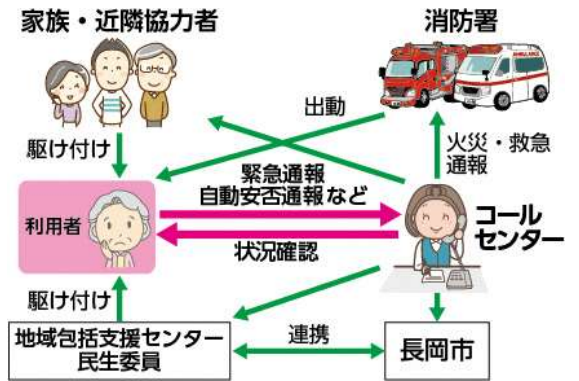 家族・近隣協力者
消防署
AMBULANCE
出動
駆け付け
火災・救急
通報
緊急通報
自動安否通報など
利用者
コール
センター
状況確認
駆け付け
地域包括支援センター
民生委員
連携
長岡市